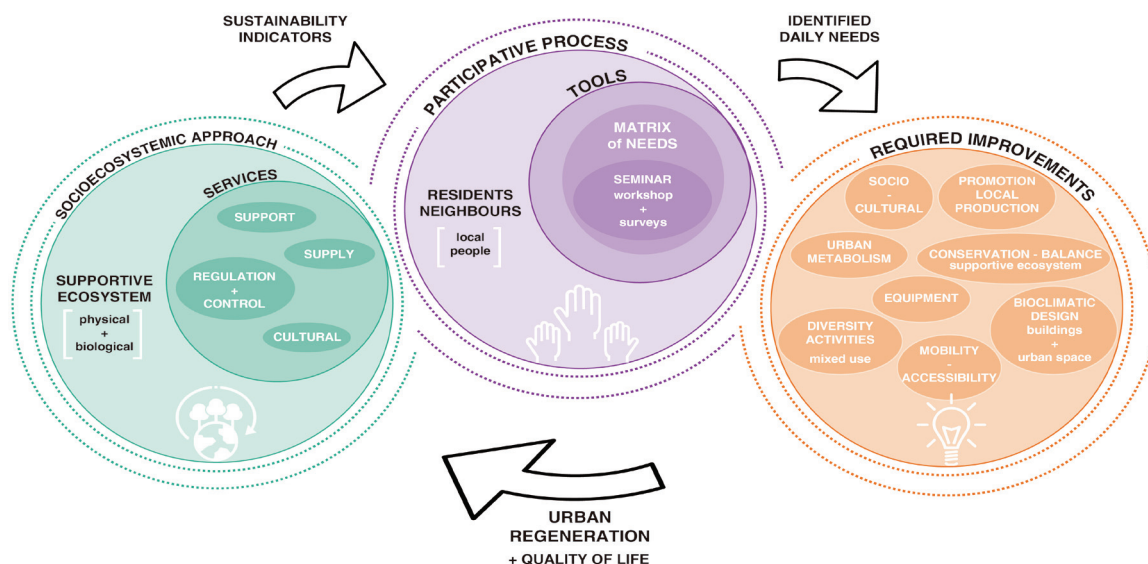 SUSTAINABILITY
INDICATORS
IDENTIFIED
DAILY NEEDS
SOCIOECOSYSTEMIC APPROACH
SERVICES
SUPPORT
SUPPLY
REGULATION
+
CONTROL
CULTURAL
SUPPORTIVE
ECOSYSTEM
physical
+
biological
PARTICIPATIVE PROCESS
TOOLS
MATRIX
of NEEDS
SEMINAR
workshop
+
surveys
RESIDENTS
NEIGHBOURS
local
people
REQUIRED IMPROVEMENTS
SOCIO
-
CULTURAL
PROMOTION
LOCAL
PRODUCTION
URBAN
METABOLISM
CONSERVATION - BALANCE
supportive ecosystem
EQUIPMENT
BIOCLIMATIC
DESIGN
buildings
+
urban space
DIVERSITY
ACTIVITIES
mixed use
MOBILITY
-
ACCESSIBILITY
URBAN
REGENERATION
+ QUALITY OF LIFE